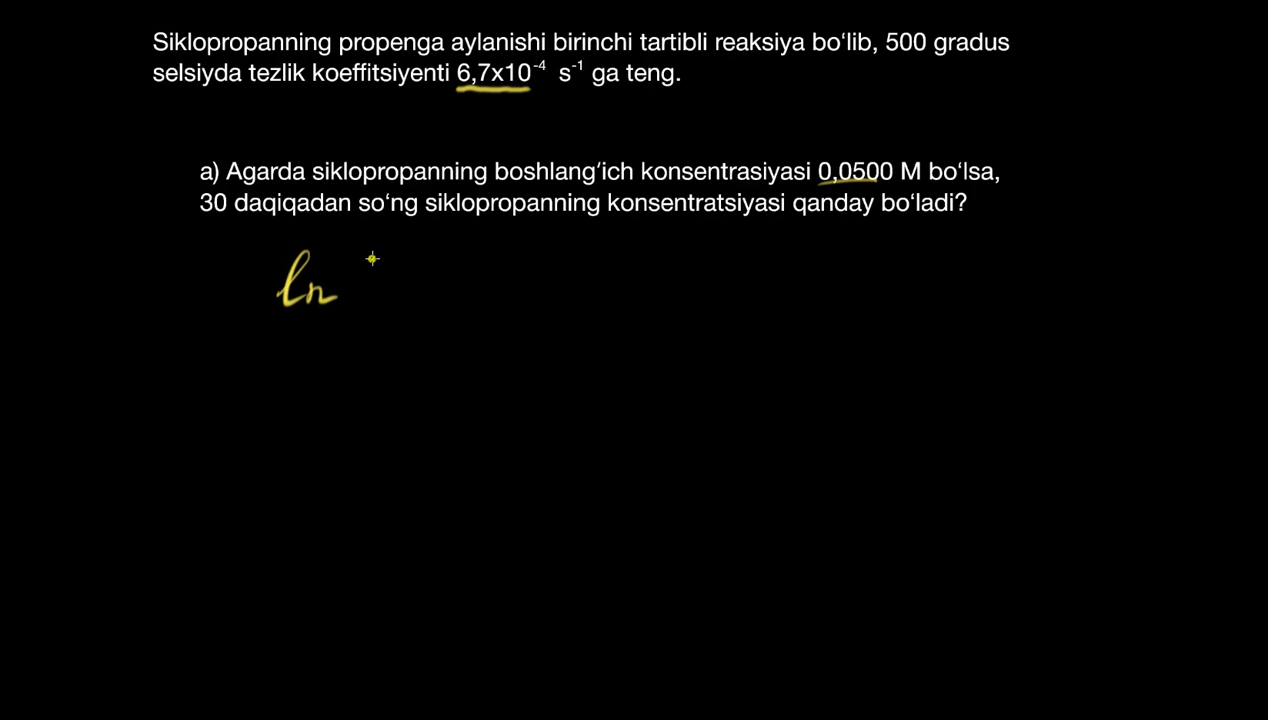 Siklopropanning propenga aylanishi birinchi tartibli reaksiya bo‘lib, 500 gradus
selsiyda tezlik koeffitsiyenti 6,7x10⁻⁴ s⁻¹ ga teng.
a) Agarda siklopropanning boshlang′ich konsentrasiyasi 0,0500 M bo‘lsa,
30 daqiqadan so‘ng siklopropanning konsentratsiyasi qanday bo‘ladi?
ln